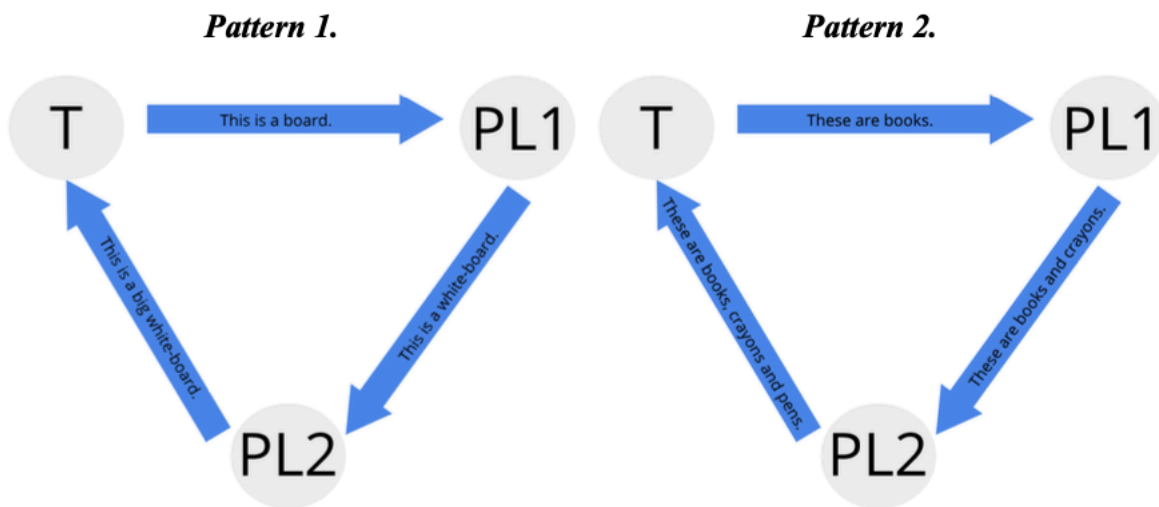 Pattern 1.
T
This is a board.
PL1
This is a white-board.
PL2
This is a big white-board.
Pattern 2.
T
These are books.
PL1
These are books and crayons.
PL2
These are books, crayons and pens.